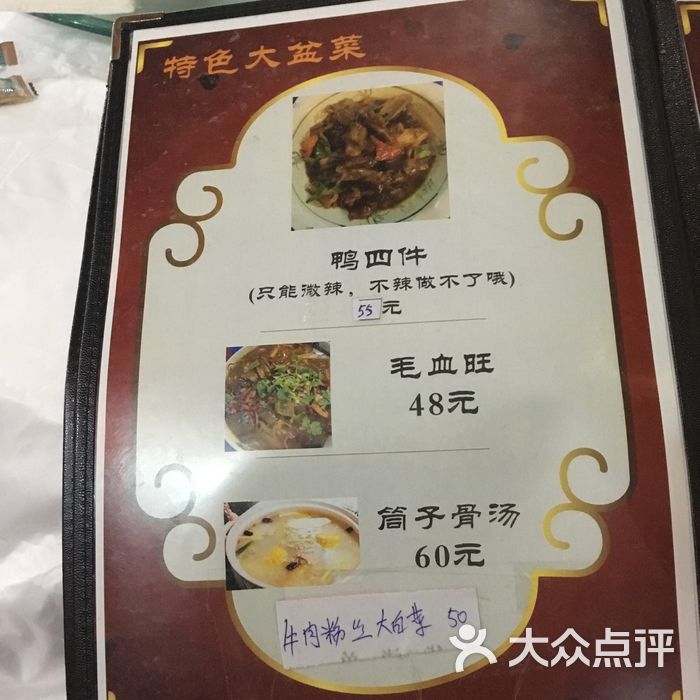 特色大盆菜
鸭四件
(只能微辣，不辣做不了哦)
55元
毛血旺
48元
筒子骨汤
60元
牛肉粉丝大白菜 50
大众点评